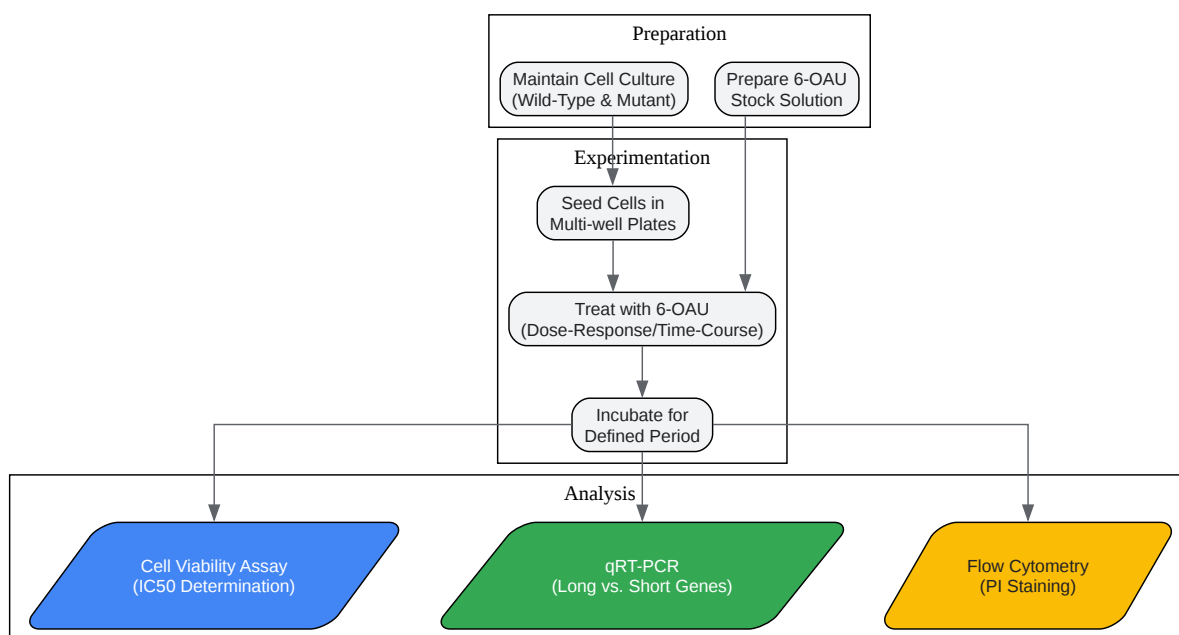 Preparation
Maintain Cell Culture
(Wild-Type & Mutant)
Prepare 6-OAU
Stock Solution
Experimentation
Seed Cells in
Multi-well Plates
Treat with 6-OAU
(Dose-Response/Time-Course)
Incubate for
Defined Period
Analysis
Cell Viability Assay
(IC50 Determination)
qRT-PCR
(Long vs. Short Genes)
Flow Cytometry
(PI Staining)